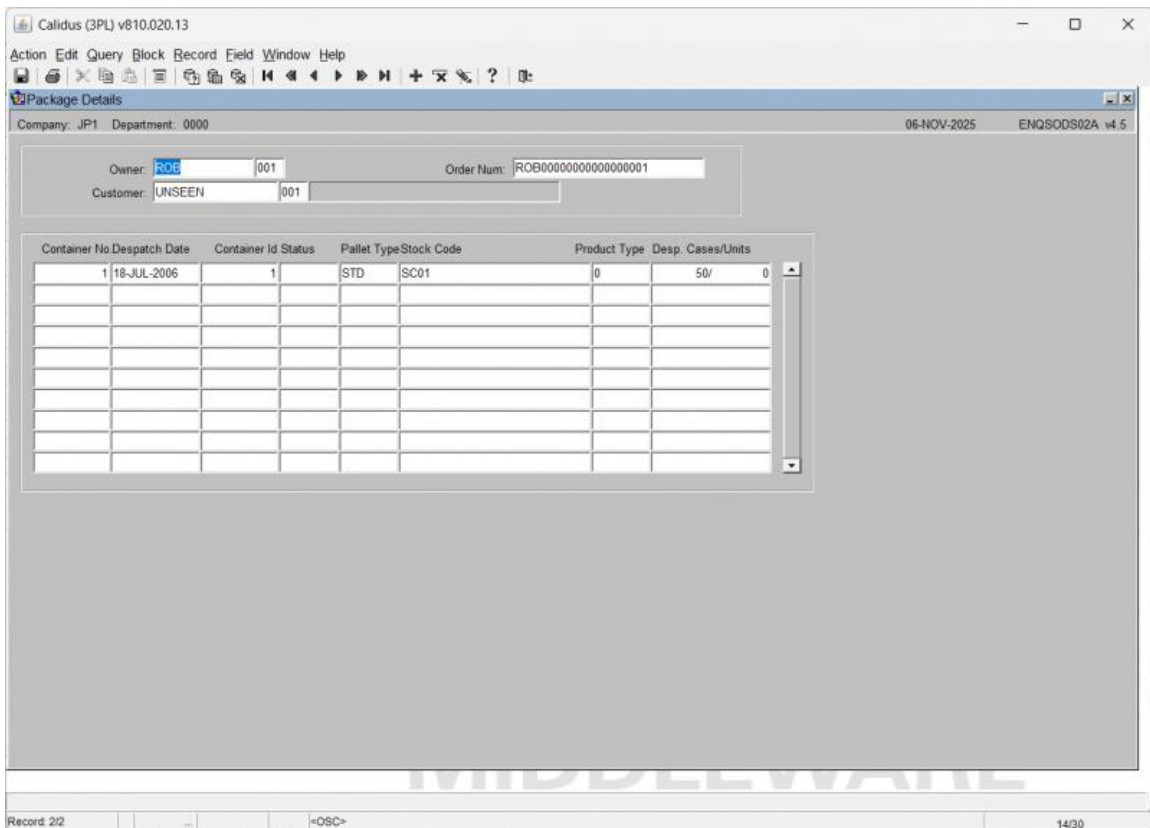 Calidus (3PL) v810.020.13
Action Edit Query Block Record Field Window Help
Package Details
Company: JP1 Department: 0000 06-NOV-2025 ENQSODS02A v4.5
Owner: ROB 001 Order Num: ROB00000000000000001
Customer: UNSEEN 001
Container No. Despatch Date Container Id Status Pallet Type Stock Code Product Type Desp. Cases/Units
1 18-JUL-2006 1 STD SC01 0 50/ 0
MIDDLEWARE
Record: 2/2 ... <OSC> 14/30